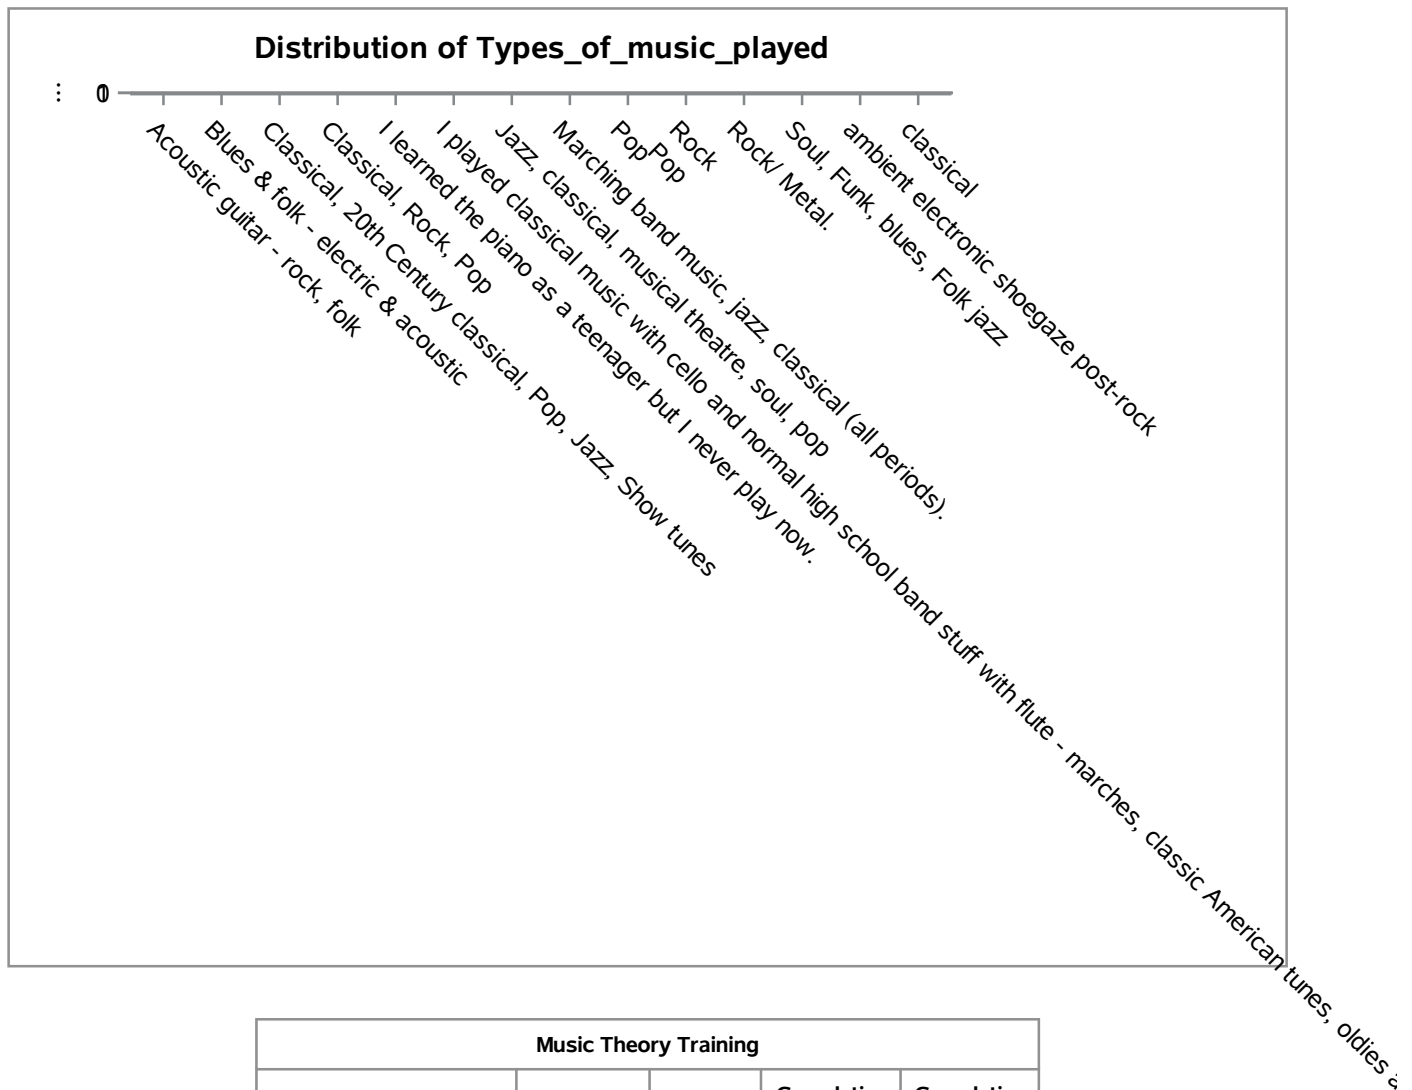 Distribution of Types_of_music_played
Acoustic guitar - rock, folk
Blues & folk - electric & acoustic
Classical, 20th Century classical, Pop, Jazz, Show tunes
Classical, Rock, Pop
I learned the piano as a teenager but I never play now.
I played classical music with cello and normal high school band stuff with flute - marches, classic American tunes, oldies
Jazz, classical, musical theatre, soul, pop
Marching band music, jazz, classical (all periods).
Pop Pop
Rock
Rock/ Metal.
Soul, Funk, blues, Folk jazz
ambient electronic shoegaze post-rock
classical
Music Theory Training